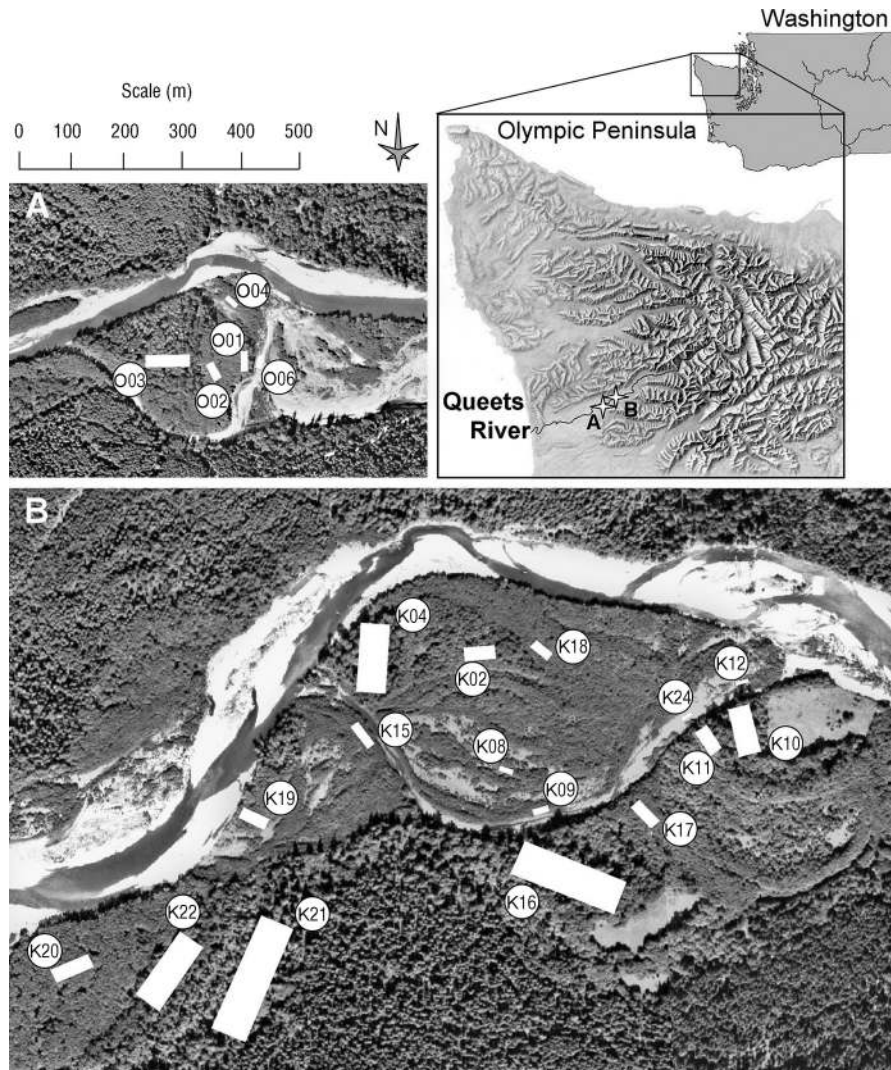 Washington
Scale (m)
0 100 200 300 400 500
N
Olympic Peninsula
Queets
River
A
B
A
O04
O01
O03
O02
O06
B
K04
K18
K02
K12
K24
K15
K08
K10
K11
K19
K09
K17
K16
K22
K21
K20